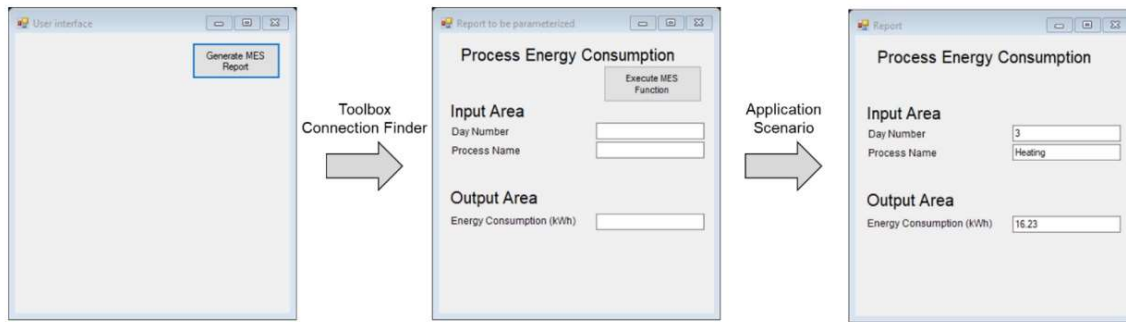 User interface
Generate MES
Report
Toolbox
Connection Finder
Report to be parameterized
Process Energy Consumption
Execute MES
Function
Input Area
Day Number
Process Name
Output Area
Energy Consumption (kWh)
Application
Scenario
Report
Process Energy Consumption
Input Area
Day Number 3
Process Name Heating
Output Area
Energy Consumption (kWh) 16.23